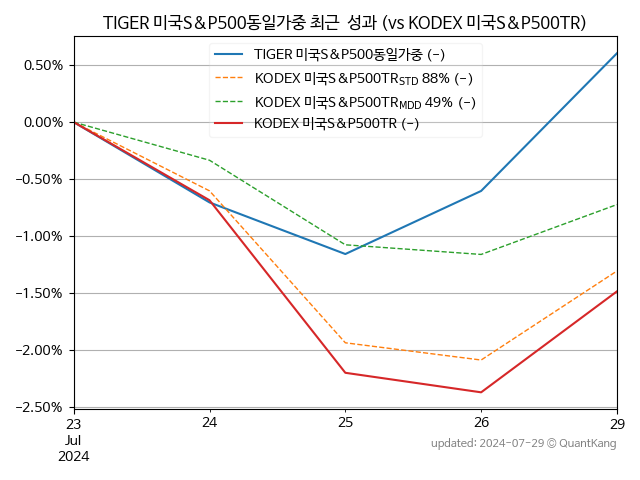 TIGER 미국S&P500동일가중 최근 성과 (vs KODEX 미국S&P500TR)
TIGER 미국S&P500동일가중 (-)
KODEX 미국S&P500TR_STD 88% (-)
KODEX 미국S&P500TR_MDD 49% (-)
KODEX 미국S&P500TR (-)
0.50%
0.00%
−0.50%
−1.00%
−1.50%
−2.00%
−2.50%
23 24 25 26 29
Jul
2024
updated: 2024-07-29 © QuantKang